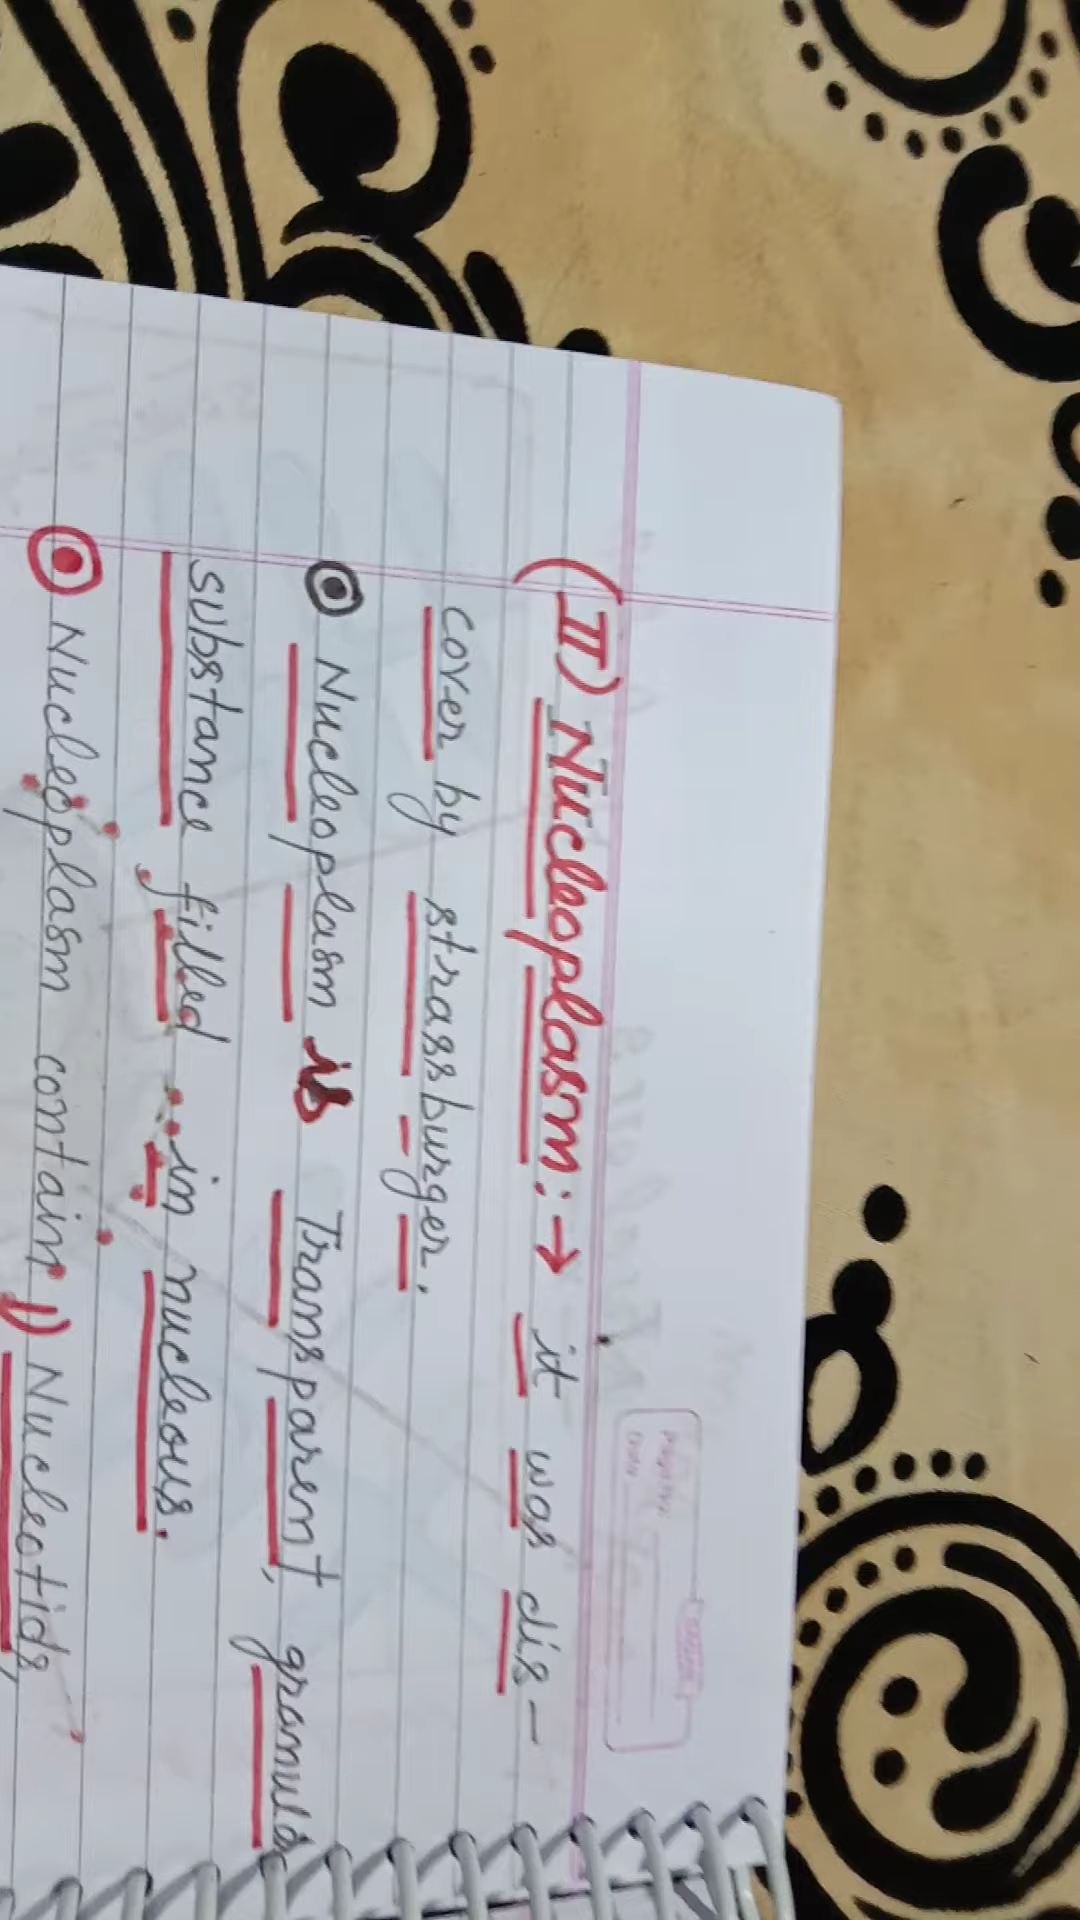 (II) Nucleoplasm:→ it was dis-
cover by strassburger.
Nucleoplasm is Transparent, granula
substance filled in nucleous.
Nucleoplasm contain 1) Nucleotids,